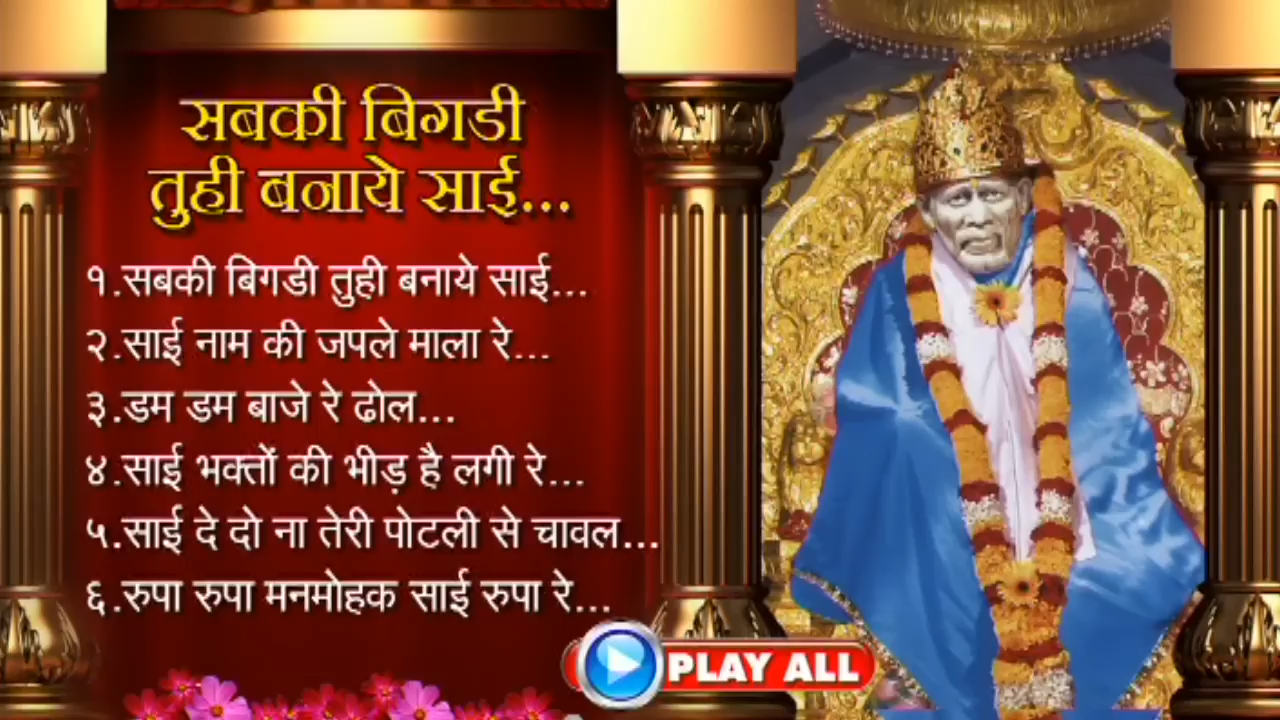 सबकी बिगडी
तुही बनाये साई...
१.सबकी बिगडी तुही बनाये साई...
२.साई नाम की जपले माला रे...
३.डम डम बाजे रे ढोल...
४.साई भक्तों की भीड़ है लगी रे...
५.साई दे दो ना तेरी पोटली से चावल...
६.रुपा रुपा मनमोहक साई रुपा रे...
PLAY ALL